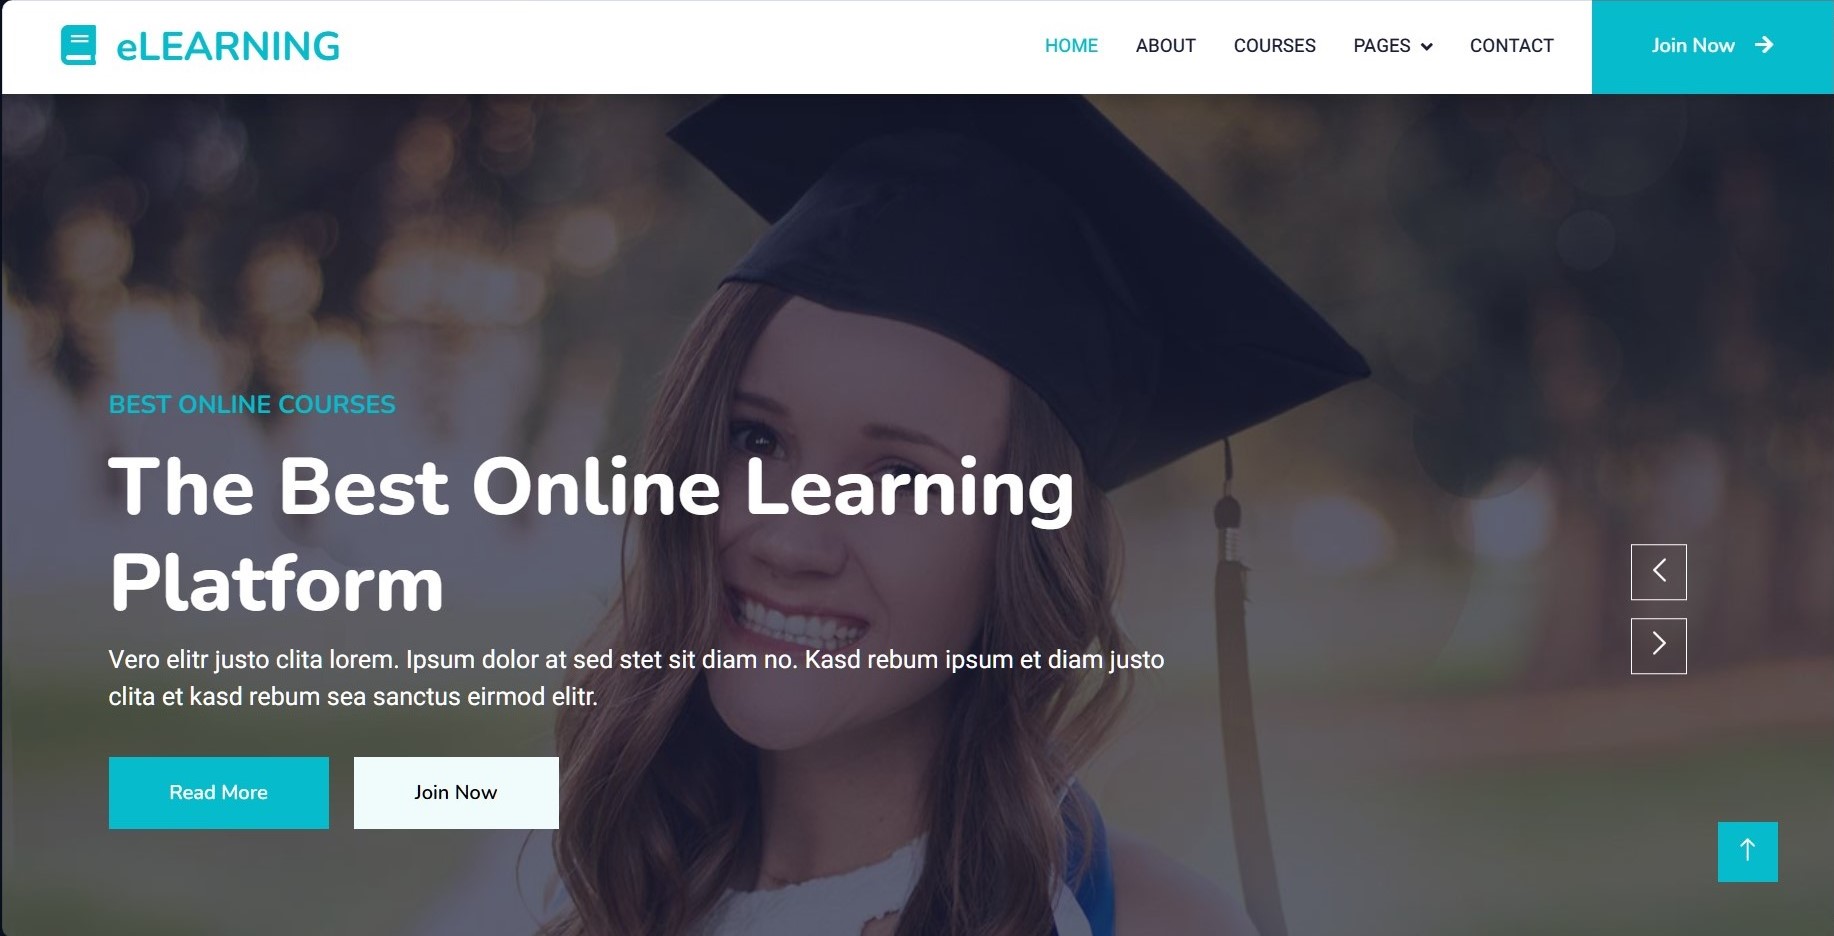 eLEARNING
HOME ABOUT COURSES PAGES CONTACT
Join Now
BEST ONLINE COURSES
The Best Online Learning
Platform
Vero elitr justo clita lorem. Ipsum dolor at sed stet sit diam no. Kasd rebum ipsum et diam justo
clita et kasd rebum sea sanctus eirmod elitr.
Read More
Join Now